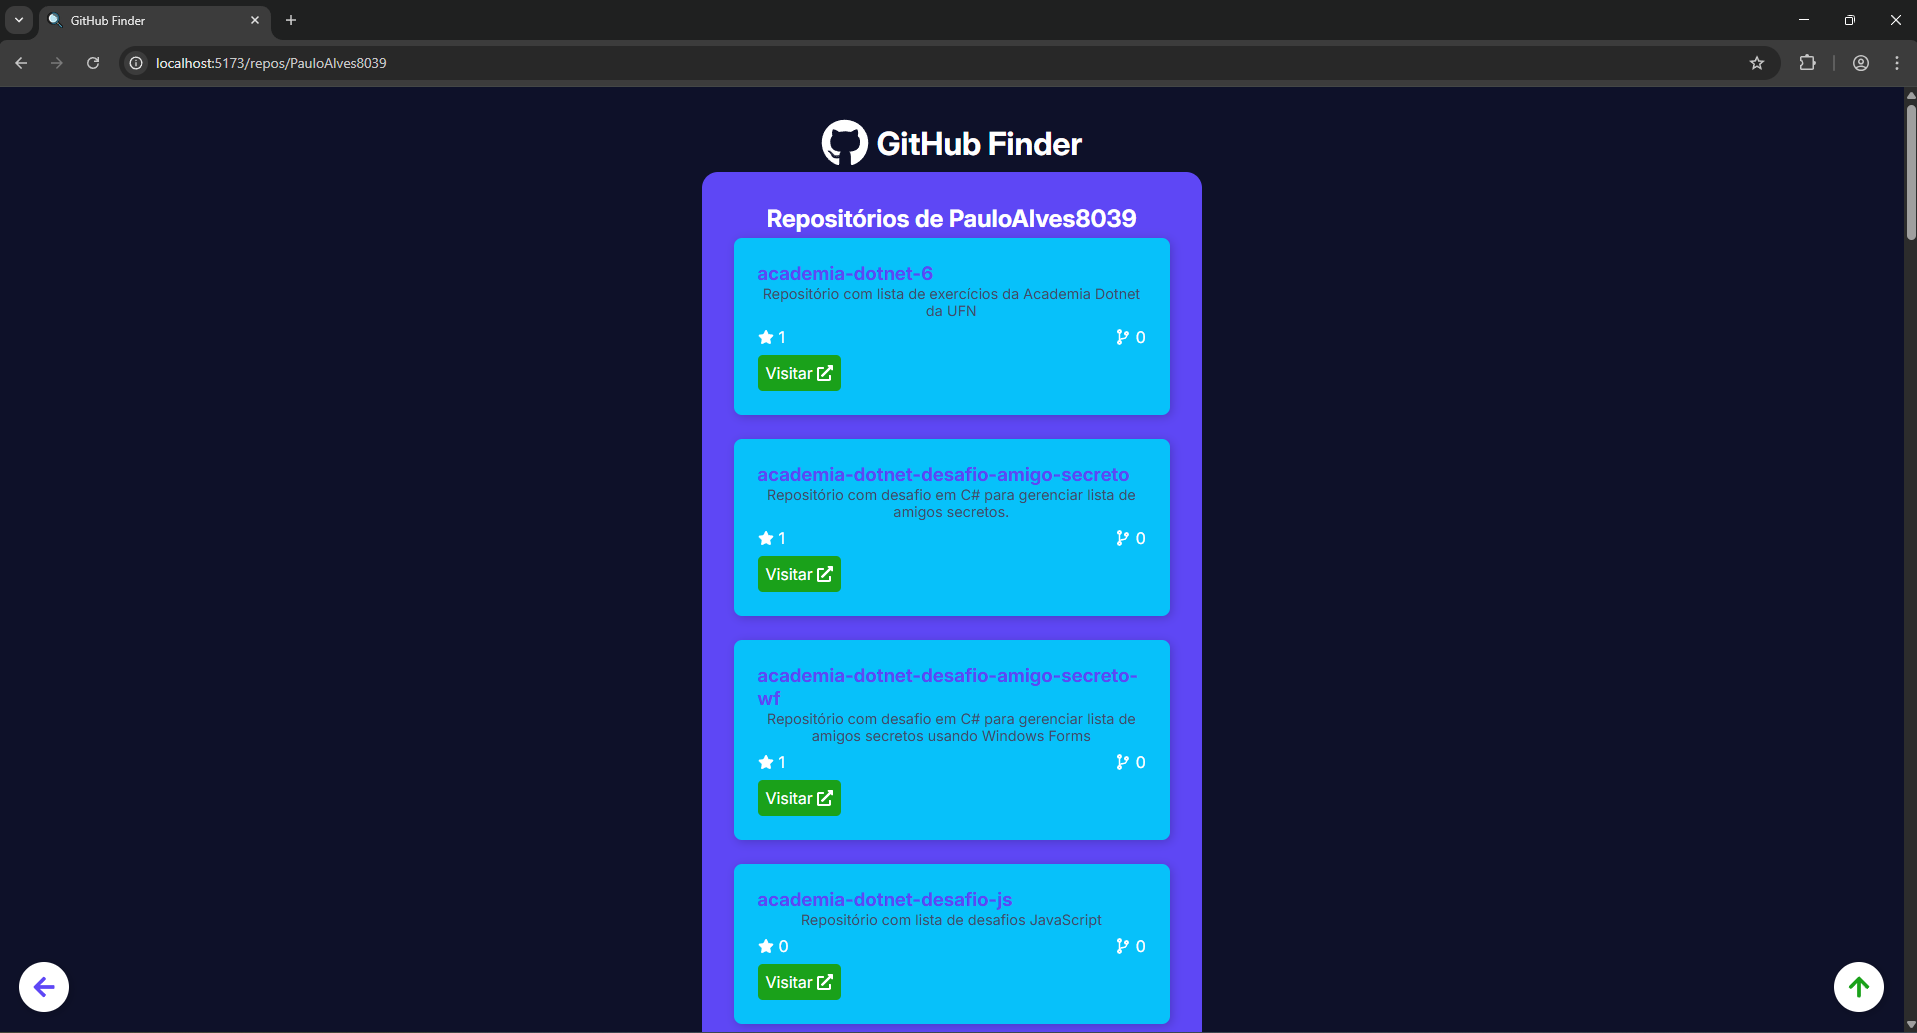 GitHub Finder
localhost:5173/repos/PauloAlves8039
GitHub Finder
Repositórios de PauloAlves8039
academia-dotnet-6
Repositório com lista de exercícios da Academia Dotnet
da UFN
1 0
Visitar
academia-dotnet-desafio-amigo-secreto
Repositório com desafio em C# para gerenciar lista de
amigos secretos.
1 0
Visitar
academia-dotnet-desafio-amigo-secreto-
wf
Repositório com desafio em C# para gerenciar lista de
amigos secretos usando Windows Forms
1 0
Visitar
academia-dotnet-desafio-js
Repositório com lista de desafios JavaScript
0 0
Visitar